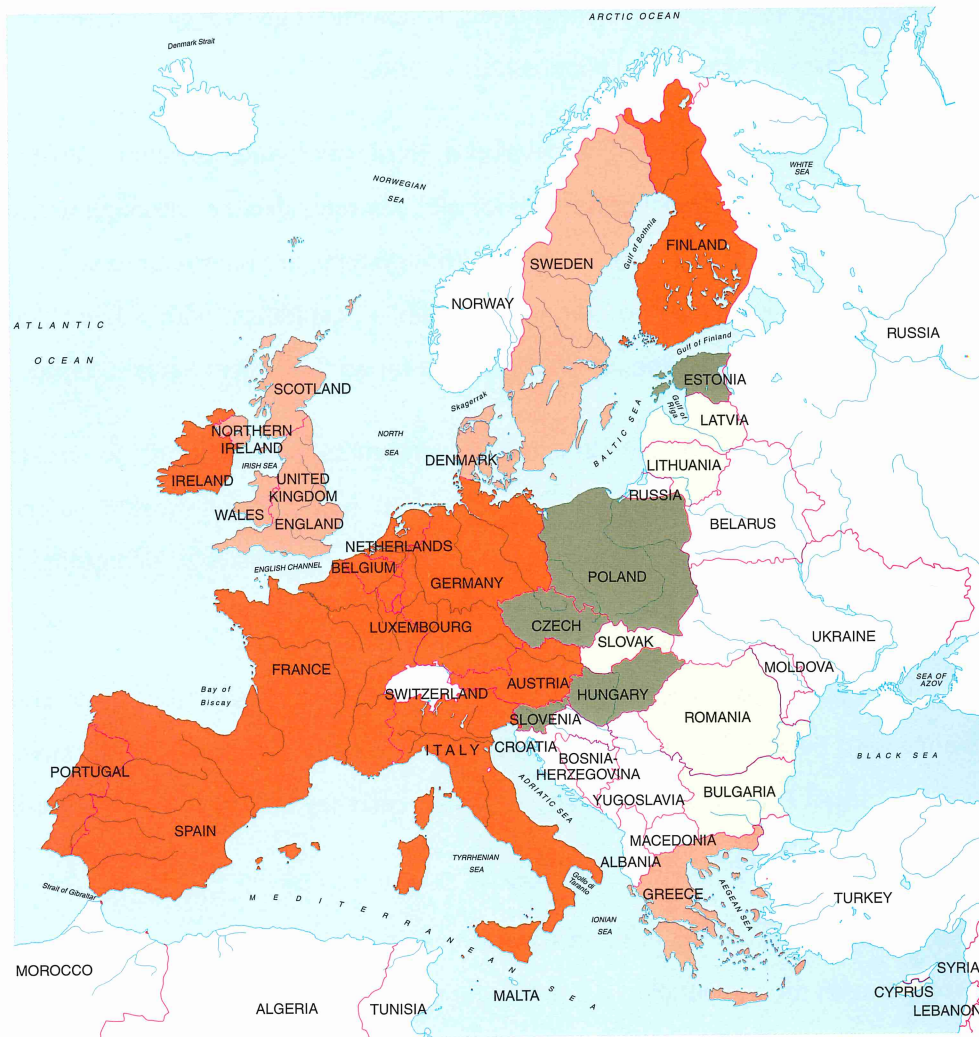 ARCTIC OCEAN
Denmark Strait
WHITE
SEA
NORWEGIAN
SEA
Gulf of Bothnia
FINLAND
SWEDEN
NORWAY
ATLANTIC
OCEAN
RUSSIA
Gulf of Finland
ESTONIA
SCOTLAND
Skagerrak
Gulf of
Riga
LATVIA
BALTIC SEA
NORTHERN
IRELAND
NORTH
SEA
DENMARK
LITHUANIA
IRISH SEA
IRELAND
UNITED
KINGDOM
RUSSIA
WALES
ENGLAND
BELARUS
NETHERLANDS
ENGLISH CHANNEL
BELGIUM
GERMANY
POLAND
LUXEMBOURG
CZECH
SLOVAK
UKRAINE
FRANCE
MOLDOVA
SEA OF
AZOV
Bay of
Biscay
SWITZERLAND
AUSTRIA
HUNGARY
SLOVENIA
ROMANIA
ITALY
CROATIA
BOSNIA-
HERZEGOVINA
BLACK SEA
PORTUGAL
ADRIATIC SEA
YUGOSLAVIA
BULGARIA
SPAIN
MACEDONIA
TYRRHENIAN
SEA
ALBANIA
Golfo di
Taranto
Strait of Gibraltar
GREECE
AEGEAN SEA
TURKEY
MEDITERRANEAN SEA
IONIAN
SEA
MOROCCO
SYRIA
MALTA
CYPRUS
ALGERIA
TUNISIA
LEBANON